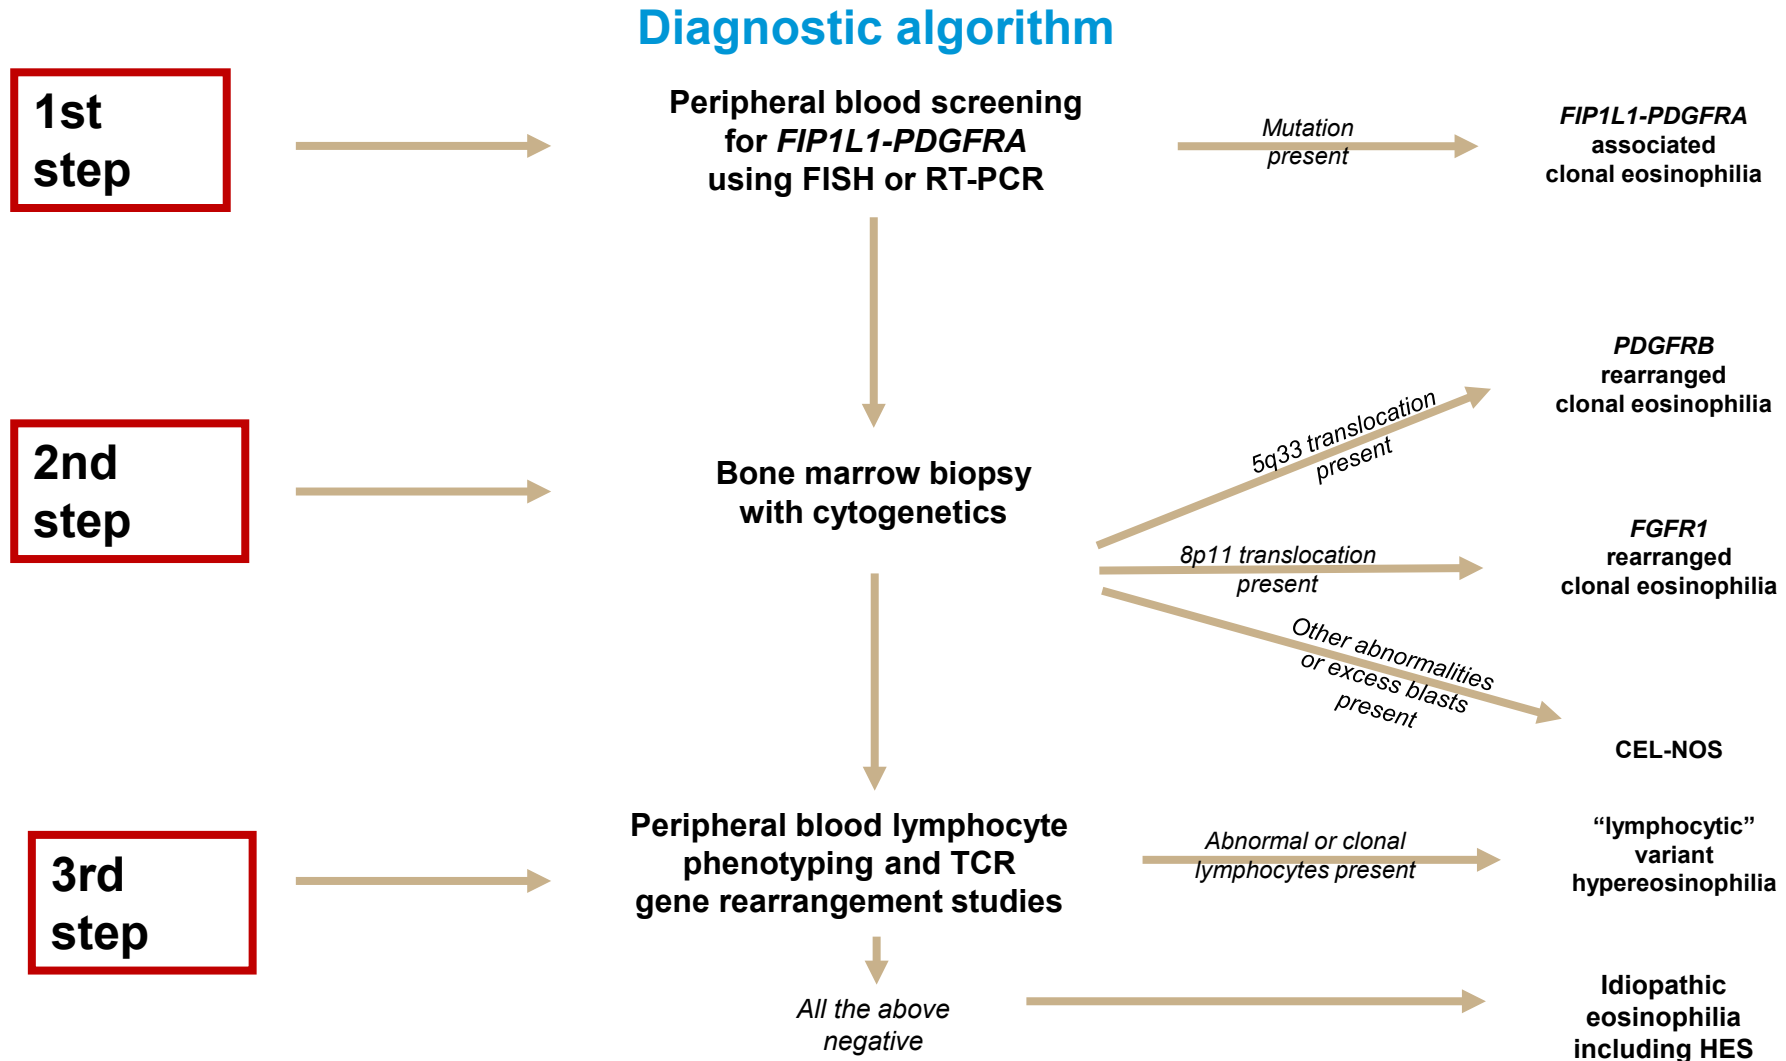 Diagnostic algorithm
1st
step
Peripheral blood screening
for FIP1L1-PDGFRA
using FISH or RT-PCR
Mutation
present
FIP1L1-PDGFRA
associated
clonal eosinophilia
PDGFRB
rearranged
clonal eosinophilia
5q33 translocation
present
2nd
step
Bone marrow biopsy
with cytogenetics
8p11 translocation
present
FGFR1
rearranged
clonal eosinophilia
Other abnormalities
or excess blasts
present
CEL-NOS
3rd
step
Peripheral blood lymphocyte
phenotyping and TCR
gene rearrangement studies
Abnormal or clonal
lymphocytes present
“lymphocytic”
variant
hypereosinophilia
All the above
negative
Idiopathic
eosinophilia
including HES